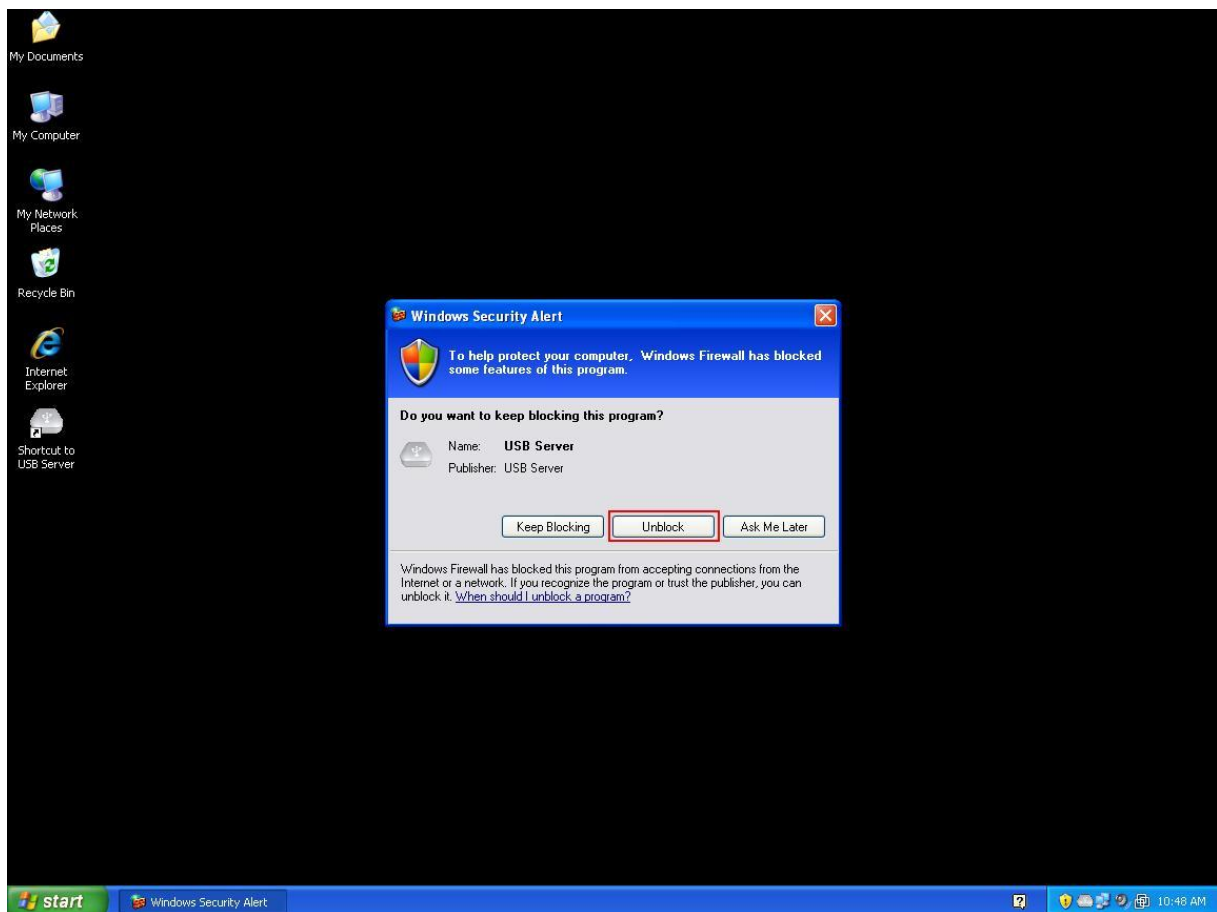 My Documents
My Computer
My Network
Places
Recycle Bin
Internet
Explorer
Shortcut to
USB Server
Windows Security Alert
To help protect your computer, Windows Firewall has blocked
some features of this program.
Do you want to keep blocking this program?
Name: USB Server
Publisher: USB Server
Keep Blocking Unblock Ask Me Later
Windows Firewall has blocked this program from accepting connections from the
Internet or a network. If you recognize the program or trust the publisher, you can
unblock it. When should I unblock a program?
start Windows Security Alert 10:48 AM